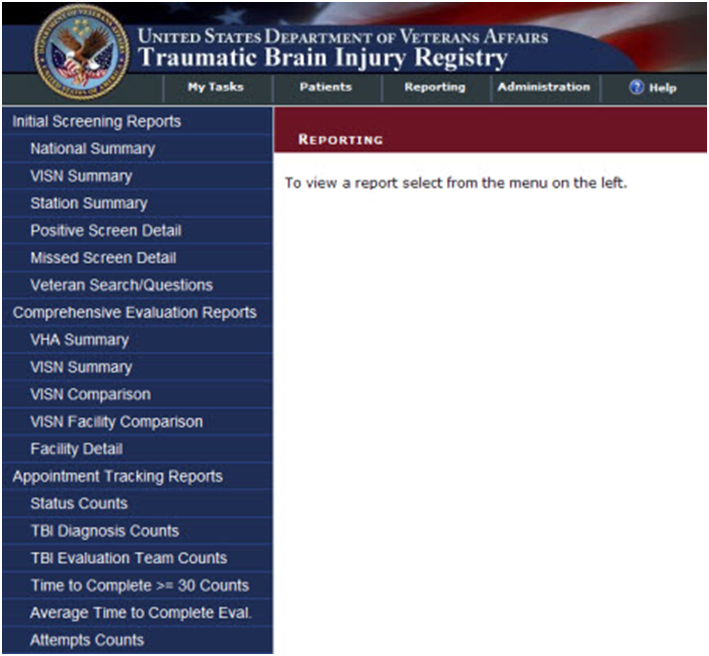 UNITED STATES DEPARTMENT OF VETERANS AFFAIRS
Traumatic Brain Injury Registry
My Tasks
Patients
Reporting
Administration
Help
Initial Screening Reports
National Summary
VISN Summary
Station Summary
Positive Screen Detail
Missed Screen Detail
Veteran Search/Questions
Comprehensive Evaluation Reports
VHA Summary
VISN Summary
VISN Comparison
VISN Facility Comparison
Facility Detail
Appointment Tracking Reports
Status Counts
TBI Diagnosis Counts
TBI Evaluation Team Counts
Time to Complete >= 30 Counts
Average Time to Complete Eval.
Attempts Counts
REPORTING
To view a report select from the menu on the left.